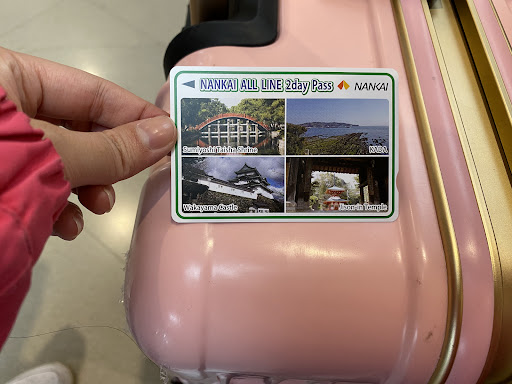 NANKAI ALL LINE 2day Pass NANKAI
Sumiyoshi Taisha Shrine
KADA
Wakayama Castle
Jison-in Temple